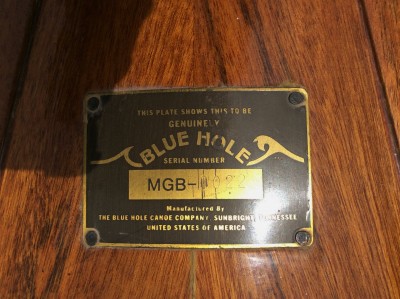 THIS PLATE SHOWS THIS TO BE
GENUINELY
BLUE HOLE
SERIAL NUMBER
MGB-
Manufactured By
THE BLUE HOLE CANOE COMPANY SUNBRIGHT, TENNESSEE
UNITED STATES OF AMERICA